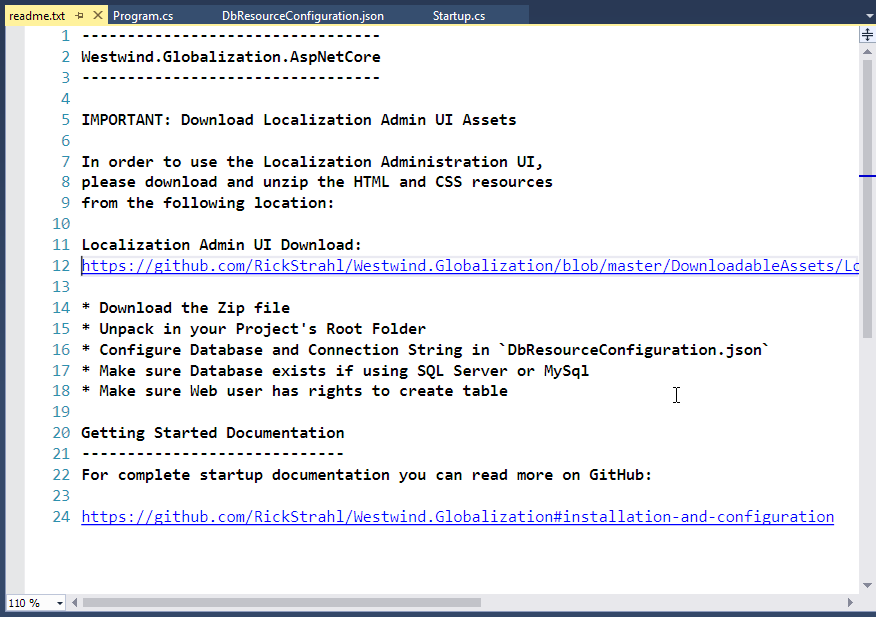 readme.txt Program.cs DbResourceConfiguration.json Startup.cs
1 ---------------------------------
2 Westwind.Globalization.AspNetCore
3 ---------------------------------
4
5 IMPORTANT: Download Localization Admin UI Assets
6
7 In order to use the Localization Administration UI,
8 please download and unzip the HTML and CSS resources
9 from the following location:
10
11 Localization Admin UI Download:
12 https://github.com/RickStrahl/Westwind.Globalization/blob/master/DownloadableAssets/Lo
13
14 * Download the Zip file
15 * Unpack in your Project's Root Folder
16 * Configure Database and Connection String in `DbResourceConfiguration.json`
17 * Make sure Database exists if using SQL Server or MySql
18 * Make sure Web user has rights to create table
19
20 Getting Started Documentation
21 -----------------------------
22 For complete startup documentation you can read more on GitHub:
23
24 https://github.com/RickStrahl/Westwind.Globalization#installation-and-configuration
110 %